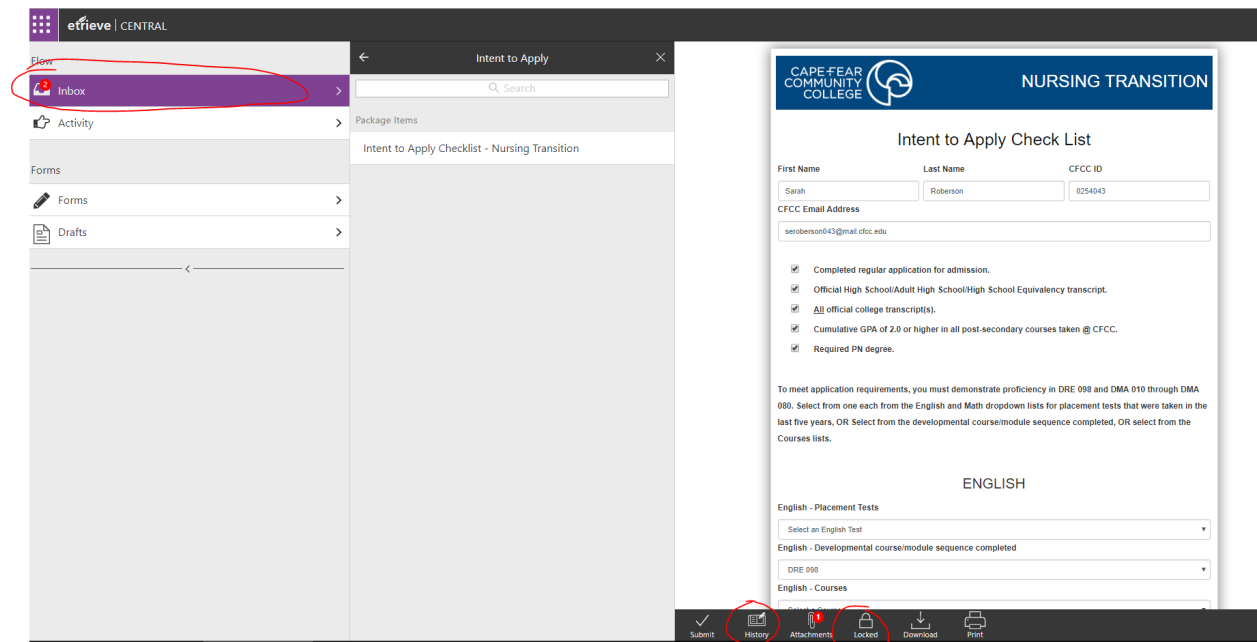 etrieve | CENTRAL
Flow
2
Inbox
Activity
Forms
Forms
Drafts
Intent to Apply
Search
Package Items
Intent to Apply Checklist - Nursing Transition
CAPE FEAR
COMMUNITY
COLLEGE
NURSING TRANSITION
Intent to Apply Check List
First Name Last Name CFCC ID
Sarah Roberson 0254043
CFCC Email Address
seroberson043@mail.cfcc.edu
Completed regular application for admission.
Official High School/Adult High School/High School Equivalency transcript.
All official college transcript(s).
Cumulative GPA of 2.0 or higher in all post-secondary courses taken @ CFCC.
Required PN degree.
To meet application requirements, you must demonstrate proficiency in DRE 098 and DMA 010 through DMA
080. Select from one each from the English and Math dropdown lists for placement tests that were taken in the
last five years, OR Select from the developmental course/module sequence completed, OR select from the
Courses lists.
ENGLISH
English - Placement Tests
Select an English Test
English - Developmental course/module sequence completed
DRE 098
English - Courses
1
Submit History Attachments Locked Download Print